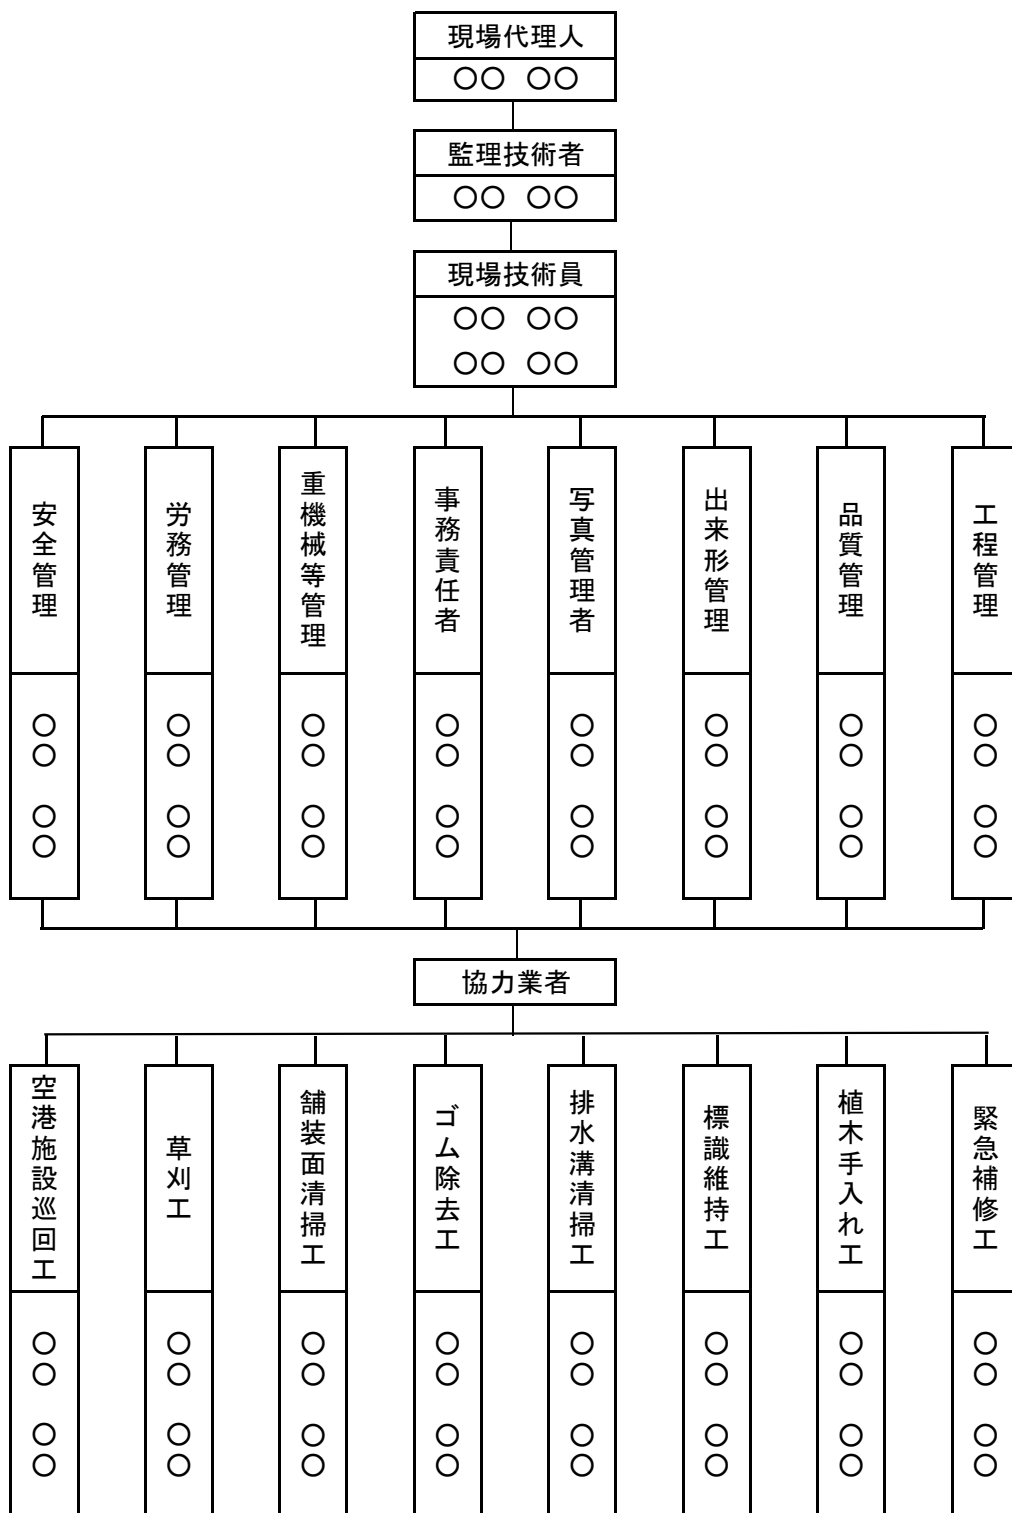 現場代理人
○○ ○○
監理技術者
○○ ○○
現場技術員
○○ ○○
○○ ○○
安全管理
○○ ○○
労務管理
○○ ○○
重機械等管理
○○ ○○
事務責任者
○○ ○○
写真管理者
○○ ○○
出来形管理
○○ ○○
品質管理
○○ ○○
工程管理
○○ ○○
協力業者
空港施設巡回工
○○ ○○
草刈工
○○ ○○
舗装面清掃工
○○ ○○
ゴム除去工
○○ ○○
排水溝清掃工
○○ ○○
標識維持工
○○ ○○
植木手入れ工
○○ ○○
緊急補修工
○○ ○○